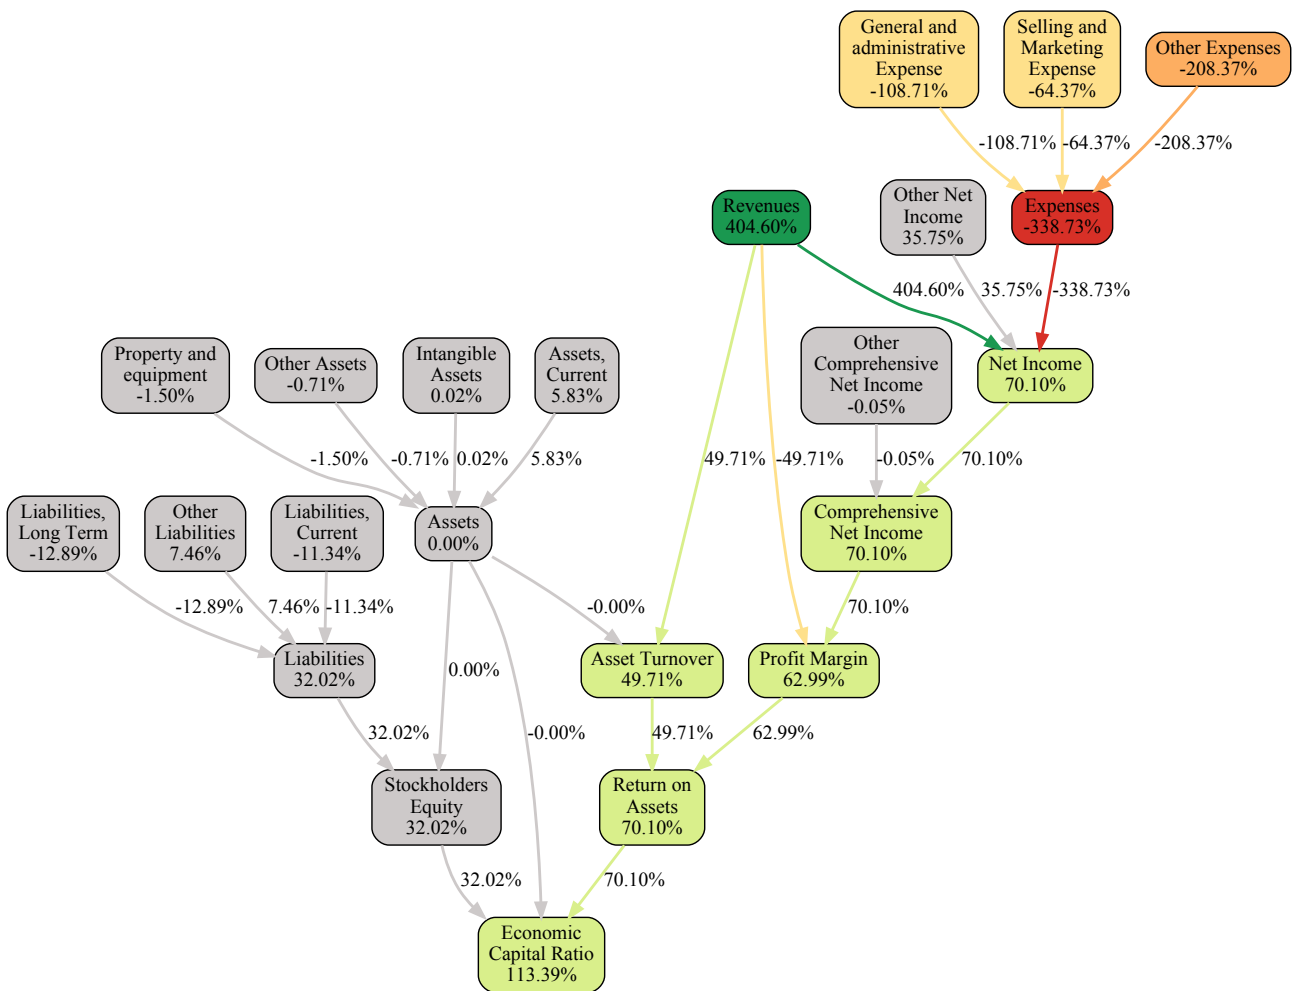 General and
administrative
Expense
-108.71%
Selling and
Marketing
Expense
-64.37%
Other Expenses
-208.37%
-108.71%
-64.37%
-208.37%
Revenues
404.60%
Other Net
Income
35.75%
Expenses
-338.73%
404.60%
35.75%
-338.73%
Property and
equipment
-1.50%
Other Assets
-0.71%
Intangible
Assets
0.02%
Assets,
Current
5.83%
Other
Comprehensive
Net Income
-0.05%
Net Income
70.10%
-1.50%
-0.71%
0.02%
5.83%
49.71%
-49.71%
-0.05%
70.10%
Liabilities,
Long Term
-12.89%
Other
Liabilities
7.46%
Liabilities,
Current
-11.34%
Assets
0.00%
Comprehensive
Net Income
70.10%
-12.89%
7.46%
-11.34%
-0.00%
70.10%
Liabilities
32.02%
0.00%
Asset Turnover
49.71%
Profit Margin
62.99%
32.02%
-0.00%
49.71%
62.99%
Stockholders
Equity
32.02%
Return on
Assets
70.10%
32.02%
70.10%
Economic
Capital Ratio
113.39%